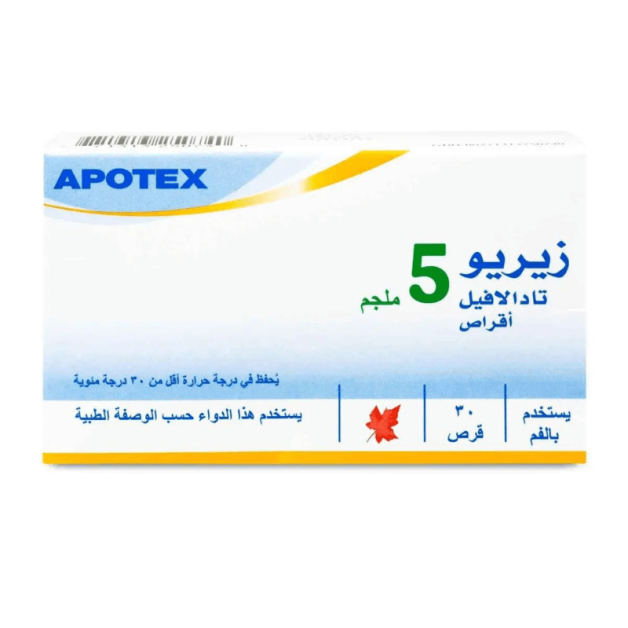 APOTEX
زيريو 5 ملجم
تادالافيل
أقراص
يُحفظ في درجة حرارة أقل من ٣٠ درجة مئوية
يستخدم بالفم
٣٠ قرص
يستخدم هذا الدواء حسب الوصفة الطبية